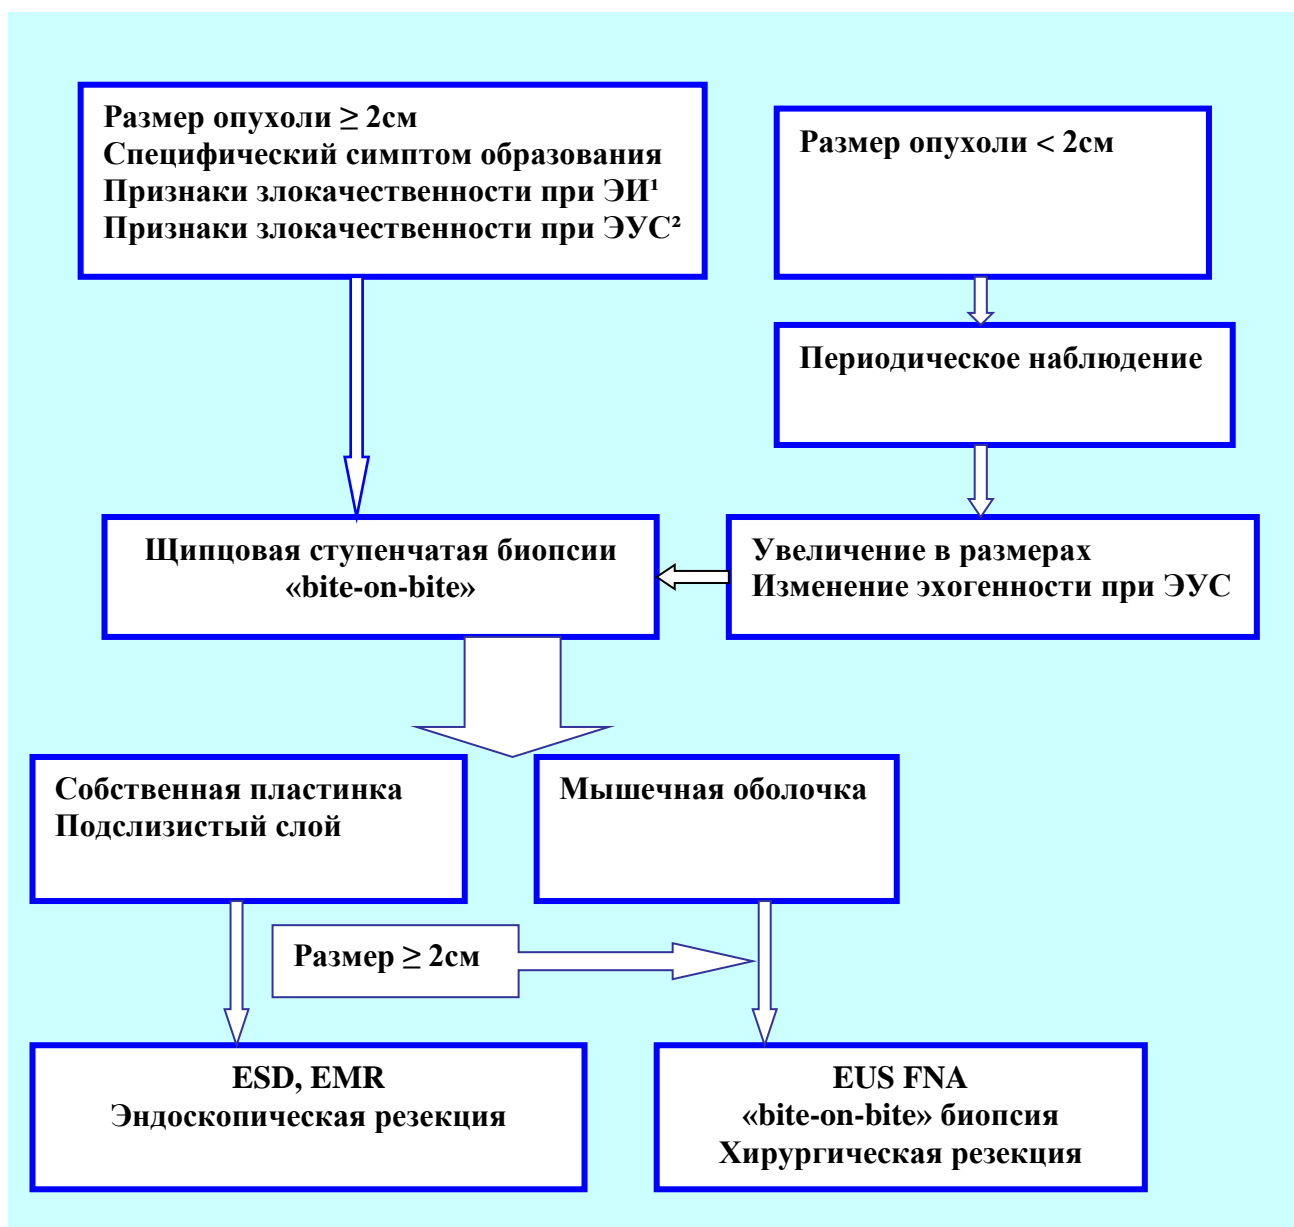 Размер опухоли ≥ 2см
Специфический симптом образования
Признаки злокачественности при ЭИ¹
Признаки злокачественности при ЭУС²
Размер опухоли < 2см
Периодическое наблюдение
Щипцовая ступенчатая биопсии
«bite-on-bite»
Увеличение в размерах
Изменение эхогенности при ЭУС
Собственная пластинка
Подслизистый слой
Мышечная оболочка
Размер ≥ 2см
ESD, EMR
Эндоскопическая резекция
EUS FNA
«bite-on-bite» биопсия
Хирургическая резекция